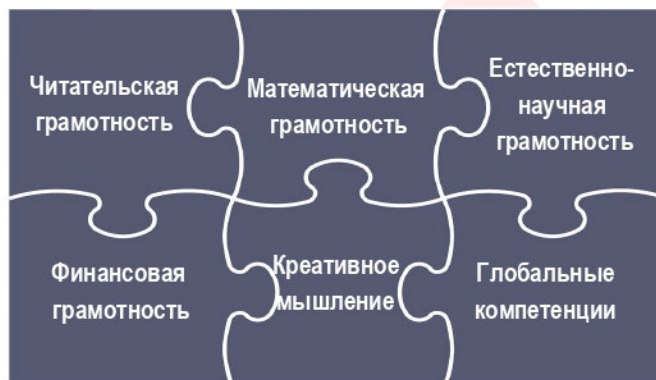 Читательская
грамотность
Математическая
грамотность
Естественно-
научная
грамотность
Финансовая
грамотность
Креативное
мышление
Глобальные
компетенции